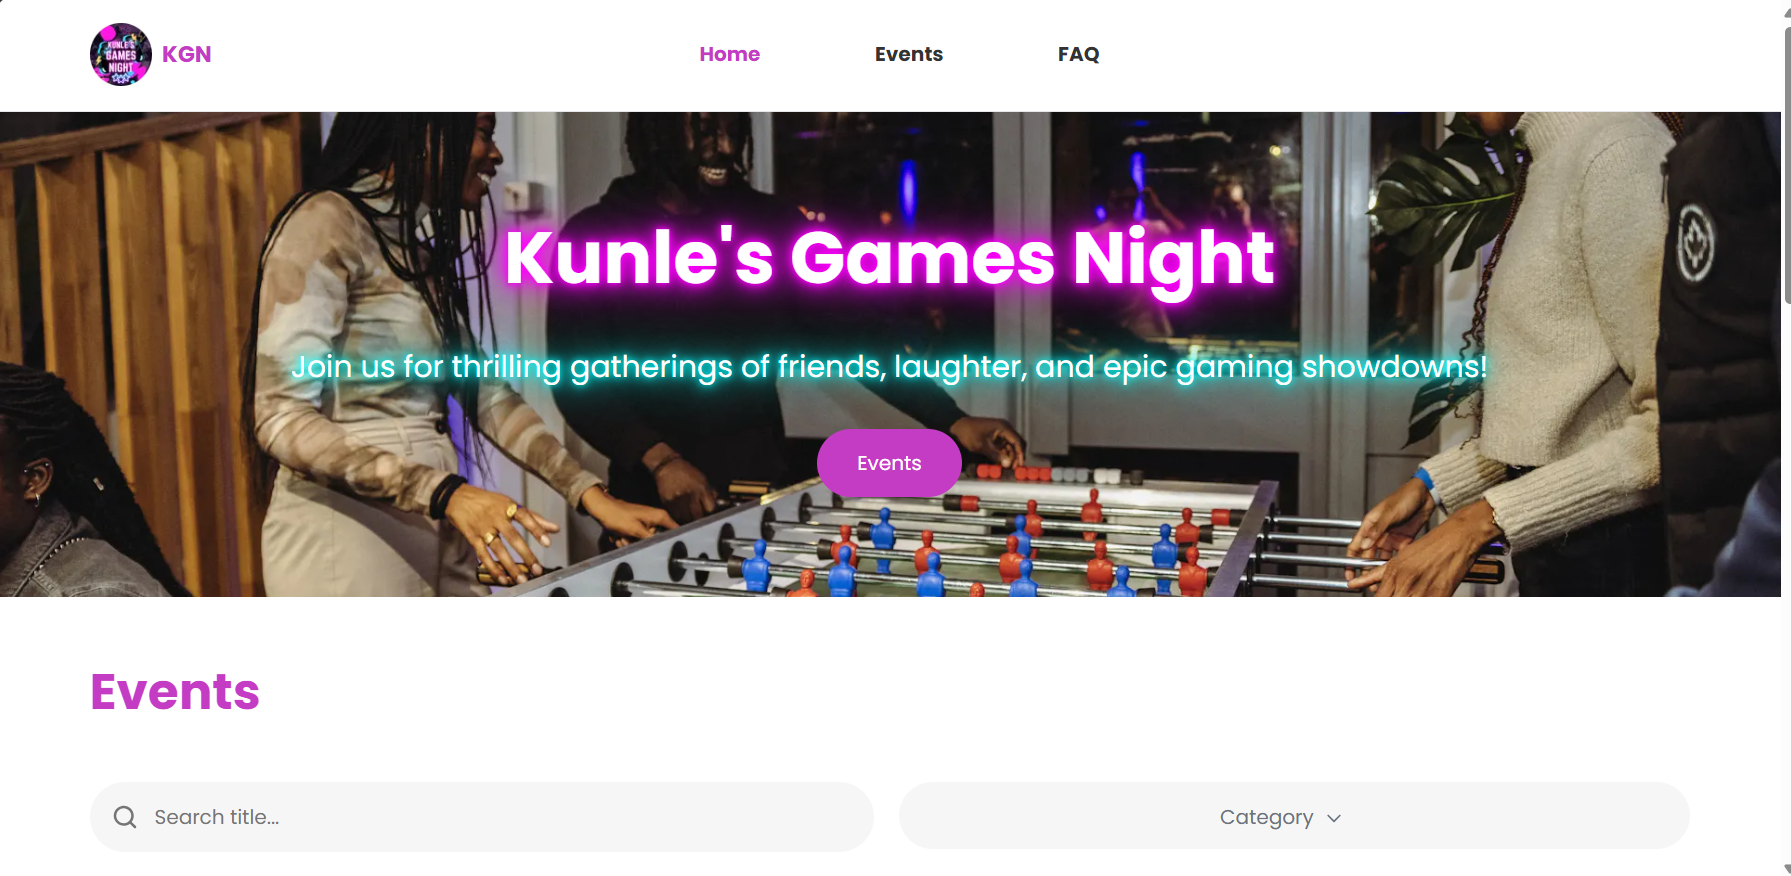 KUNLE'S
GAMES
NIGHT
KGN
Home
Events
FAQ
Kunle's Games Night
Join us for thrilling gatherings of friends, laughter, and epic gaming showdowns!
Events
Events
Search title...
Category